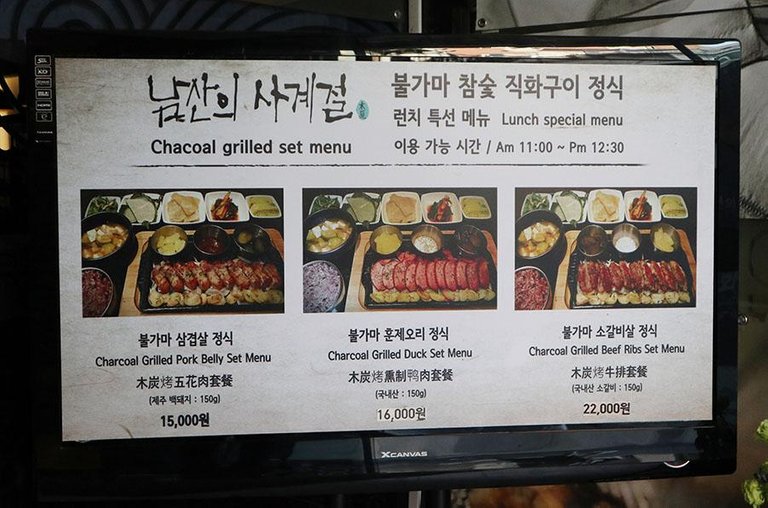 남산의 사계절
Chacoal grilled set menu
불가마 참숯 직화구이 정식
런치 특선 메뉴 Lunch special menu
이용 가능 시간 / Am 11:00 ~ Pm 12:30
불가마 삼겹살 정식
Charcoal Grilled Pork Belly Set Menu
木炭烤五花肉套餐
(제주 백돼지 : 150g)
15,000원
불가마 훈제오리 정식
Charcoal Grilled Duck Set Menu
木炭烤熏制鸭肉套餐
(국내산 : 150g)
16,000원
불가마 소갈비살 정식
Charcoal Grilled Beef Ribs Set Menu
木炭烤牛排套餐
(국내산 소갈비 : 150g)
22,000원
XCANVAS